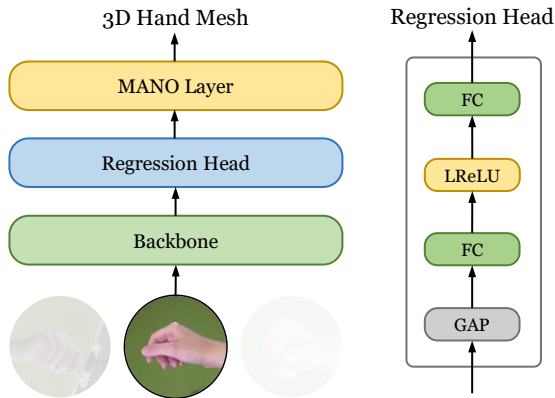 3D Hand Mesh
MANO Layer
Regression Head
Backbone
Regression Head
FC
LReLU
FC
GAP